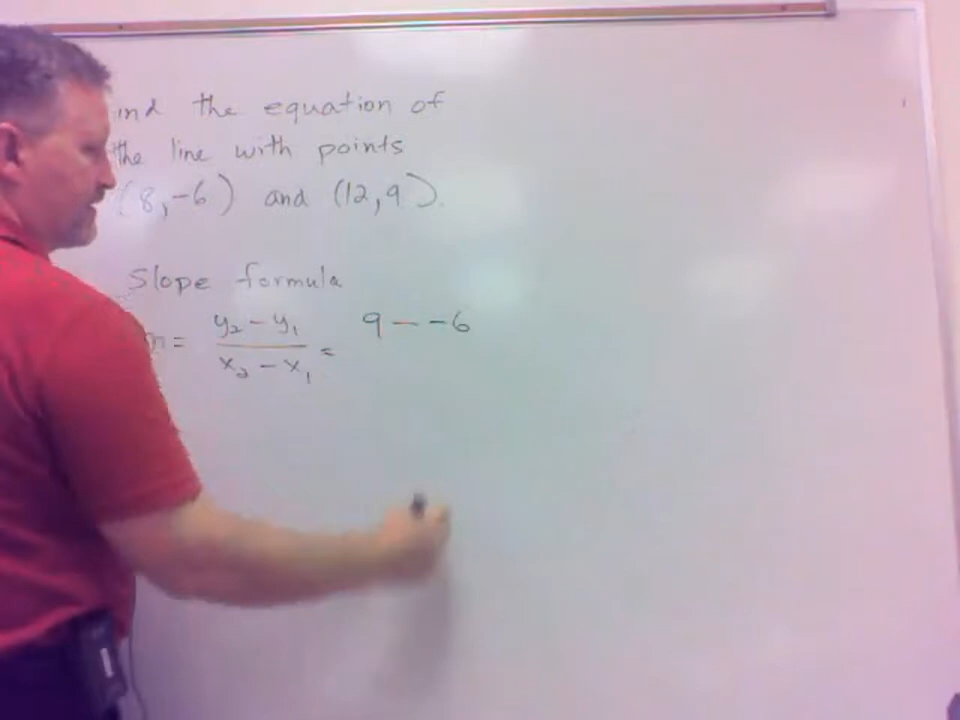 ind the equation of
the line with points
(8,-6) and (12,9).
Slope formula
m = y₂ - y₁ / x₂ - x₁ = 9 - -6